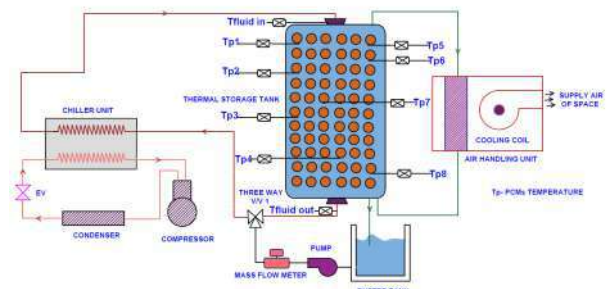 Tfluid in
Tp1
Tp5
Tp6
Tp2
THERMAL STORAGE TANK
Tp7
SUPPLY AIR
OF SPACE
CHILLER UNIT
Tp3
COOLING COIL
AIR HANDLING UNIT
Tp4
Tp8
EV
THREE WAY
V/V 1
Tp- PCMs TEMPERATURE
Tfluid out
CONDENSER
COMPRESSOR
PUMP
MASS FLOW METER